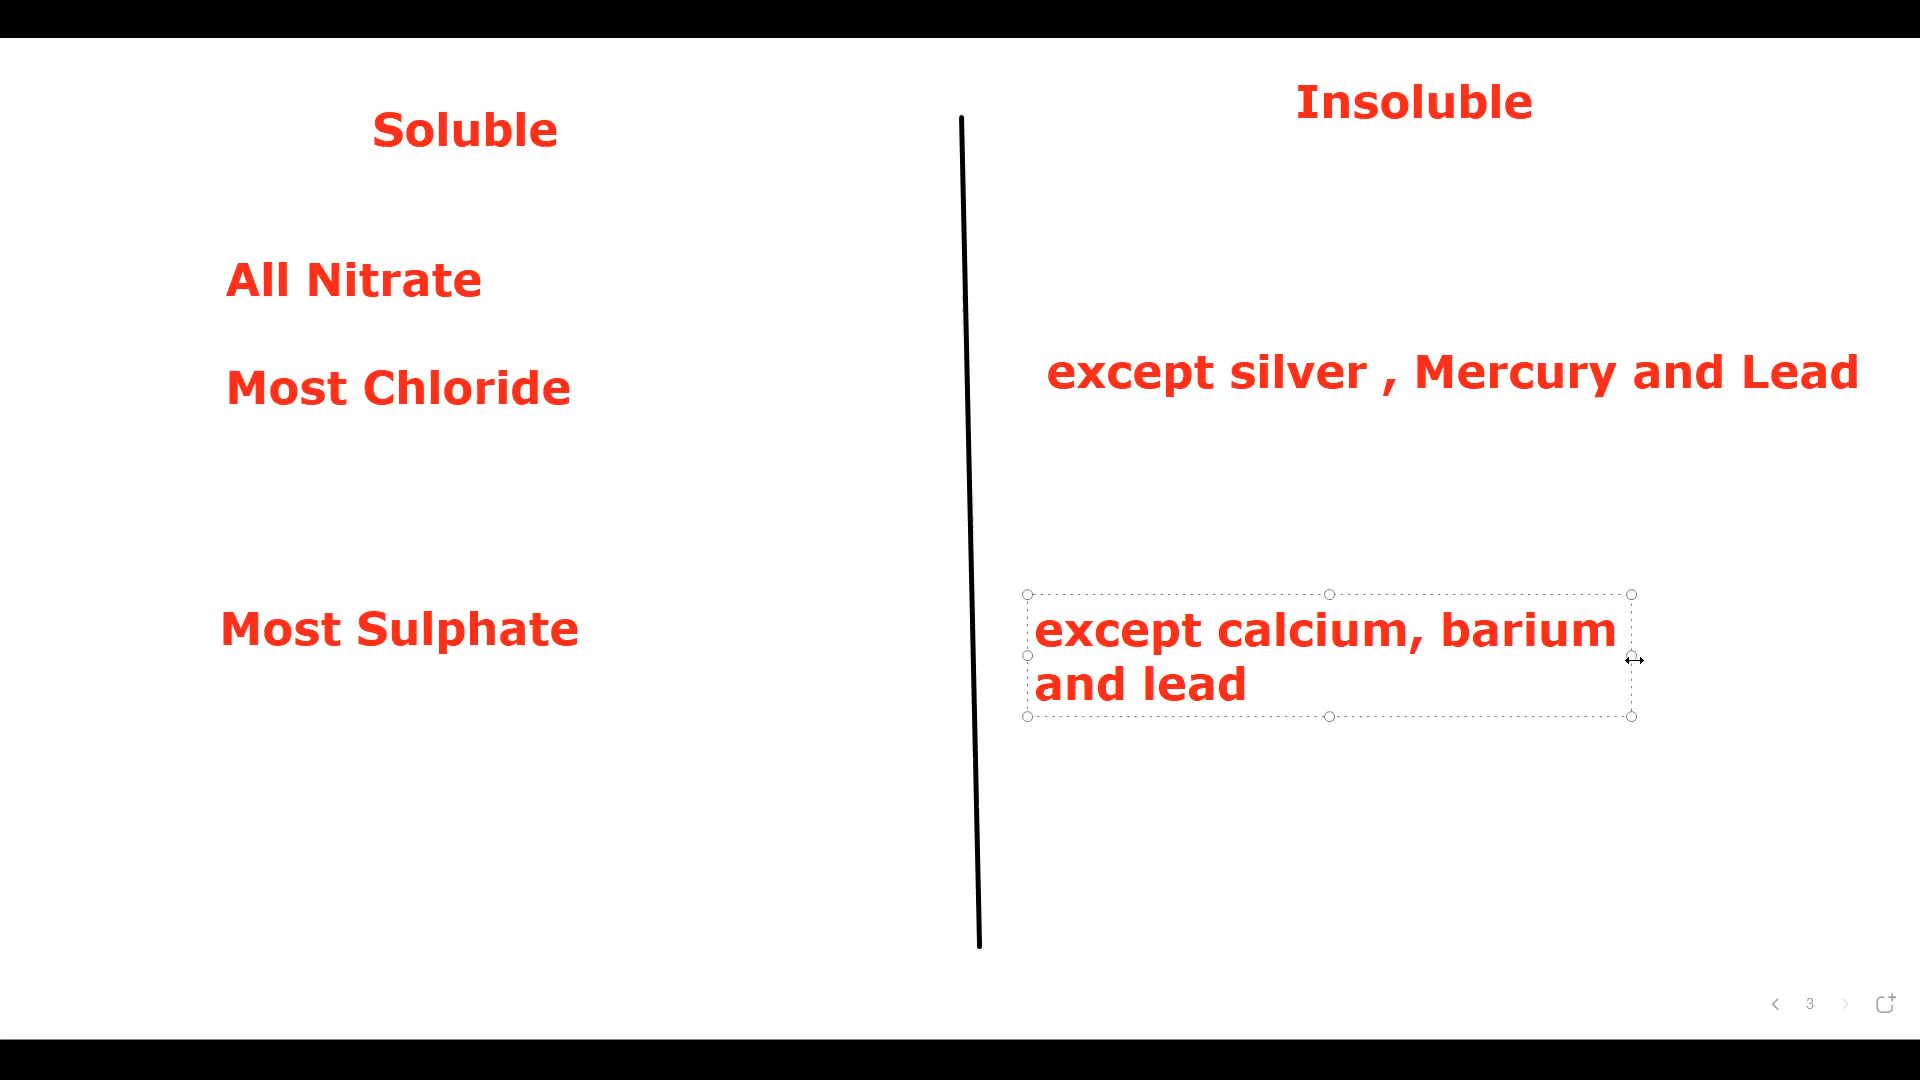 Soluble
Insoluble
All Nitrate
Most Chloride
except silver , Mercury and Lead
Most Sulphate
except calcium, barium
and lead
3